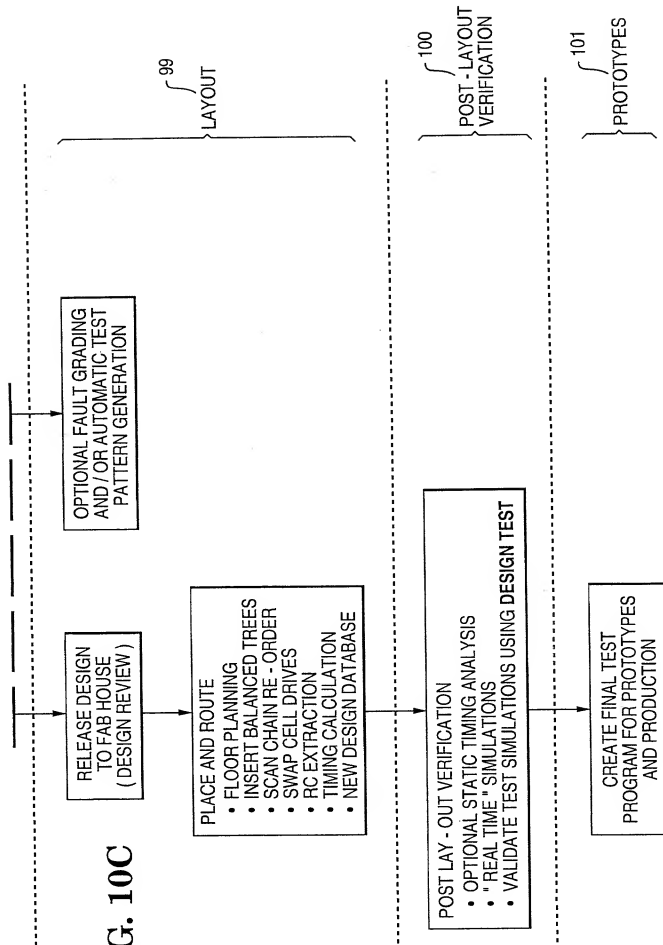 G. 10C
RELEASE DESIGN
TO FAB HOUSE
( DESIGN REVIEW )
OPTIONAL FAULT GRADING
AND / OR AUTOMATIC TEST
PATTERN GENERATION
PLACE AND ROUTE
• FLOOR PLANNING
• INSERT BALANCED TREES
• SCAN CHAIN RE - ORDER
• SWAP CELL DRIVES
• RC EXTRACTION
• TIMING CALCULATION
• NEW DESIGN DATABASE
99
LAYOUT
POST LAY - OUT VERIFICATION
• OPTIONAL STATIC TIMING ANALYSIS
• " REAL TIME " SIMULATIONS
• VALIDATE TEST SIMULATIONS USING DESIGN TEST
100
POST - LAYOUT
VERIFICATION
CREATE FINAL TEST
PROGRAM FOR PROTOTYPES
AND PRODUCTION
101
PROTOTYPES